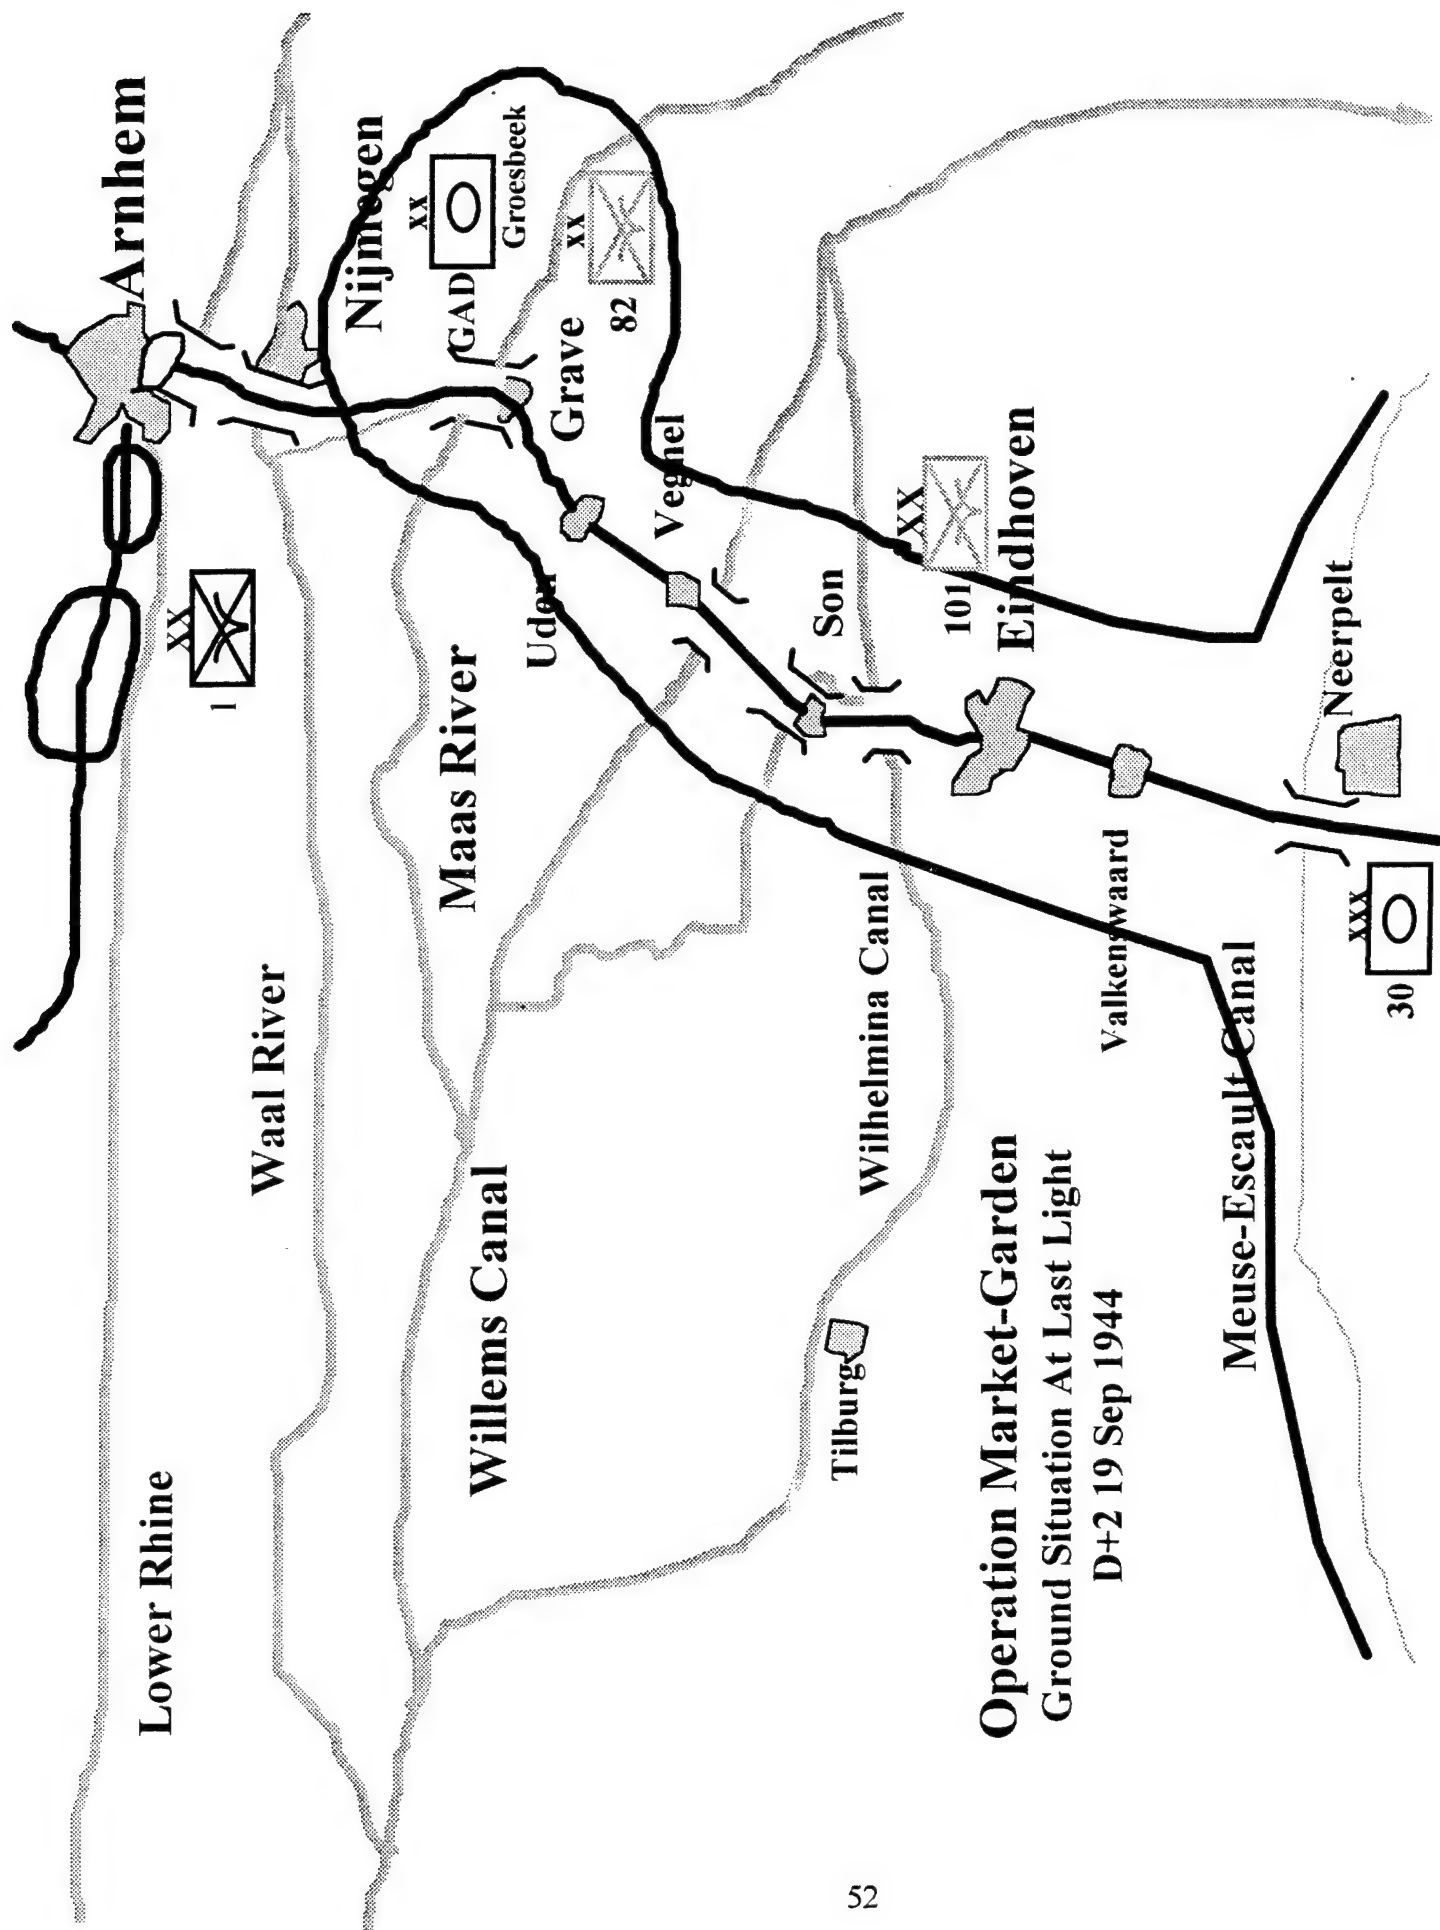 Arnhem
Lower Rhine
XX
1
Nijmegen
Waal River
XX
GAD
Groesbeek
Maas River
Willems Canal
Grave
XX
82
Uden
Veghel
Son
Wilhelmina Canal
Tilburg
XX
101
Eindhoven
Valkenswaard
Operation Market-Garden
Ground Situation At Last Light
D+2 19 Sep 1944
Meuse-Escault Canal
Neerpelt
XXX
30
52